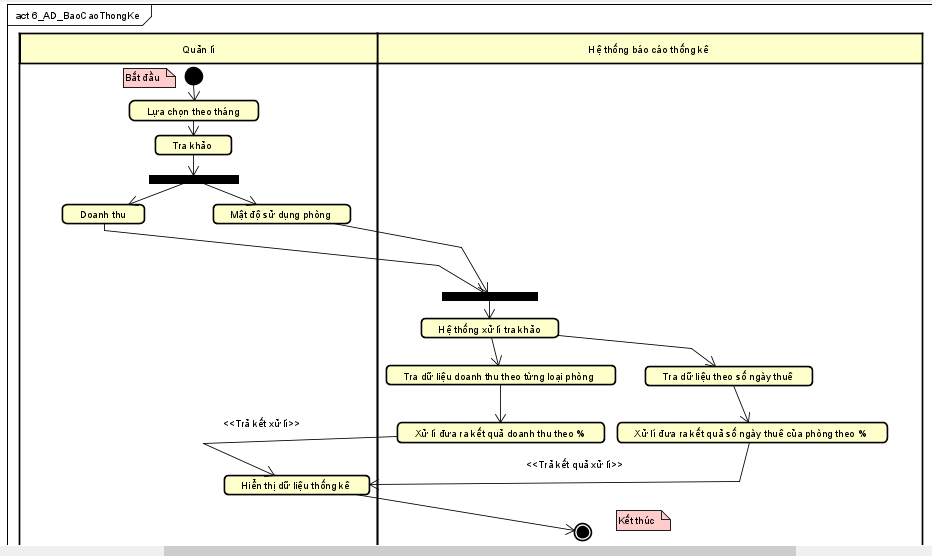 act 6_AD_BaoCaoThongKe
Quản lí
Hệ thống báo cáo thống kê
Bắt đầu
Lựa chọn theo tháng
Tra khảo
Doanh thu
Mật độ sử dụng phòng
Hệ thống xử lí tra khảo
Tra dữ liệu doanh thu theo từng loại phòng
Tra dữ liệu theo số ngày thuê
<<Trả kết xử lí>>
Xử lí đưa ra kết quả doanh thu theo %
Xử lí đưa ra kết quả số ngày thuê của phòng theo %
<<Trả kết quả xử lí>>
Hiển thị dữ liệu thống kê
Kết thúc